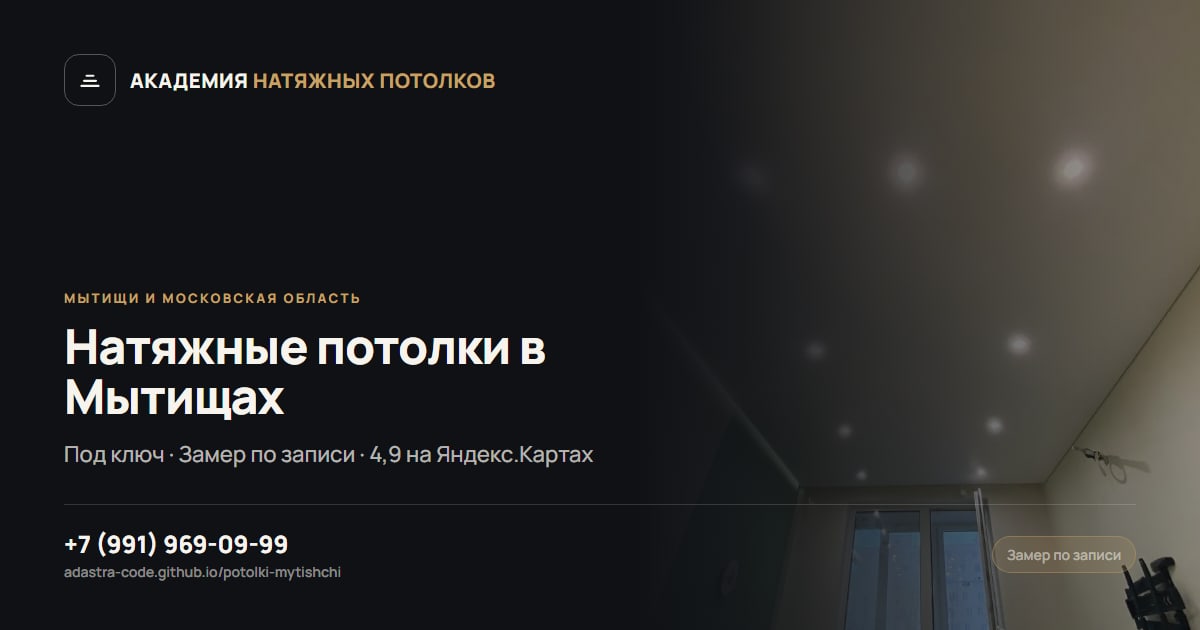 АКАДЕМИЯ НАТЯЖНЫХ ПОТОЛКОВ
МЫТИЩИ И МОСКОВСКАЯ ОБЛАСТЬ
Натяжные потолки в
Мытищах
Под ключ · Замер по записи · 4,9 на Яндекс.Картах
+7 (991) 969-09-99
adastra-code.github.io/potolki-mytishchi
Замер по записи